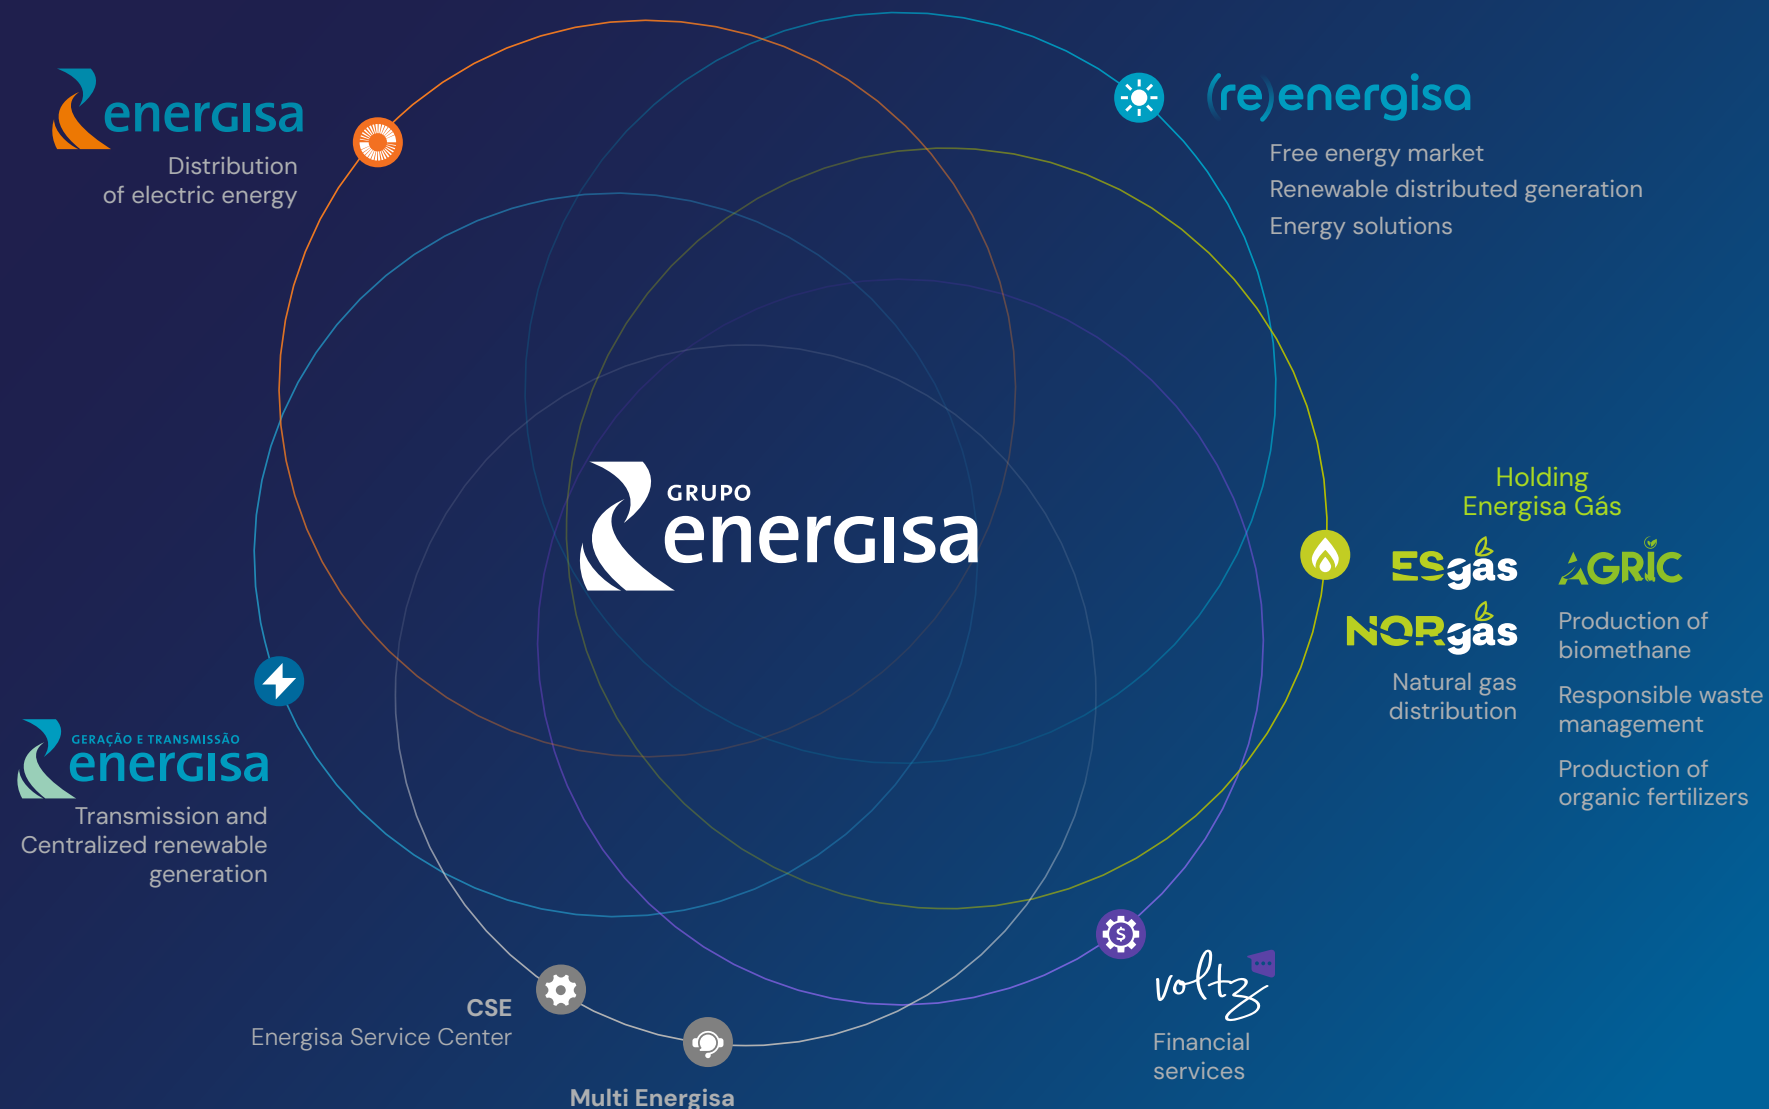 energisa
Distribution
of electric energy
(re)energisa
Free energy market
Renewable distributed generation
Energy solutions
GRUPO
energisa
Holding
Energisa Gás
ESgás
NORgás
Natural gas
distribution
AGRIC
Production of
biomethane
Responsible waste
management
Production of
organic fertilizers
GERAÇÃO E TRANSMISSÃO
energisa
Transmission and
Centralized renewable
generation
CSE
Energisa Service Center
Multi Energisa
$
voltz
Financial
services